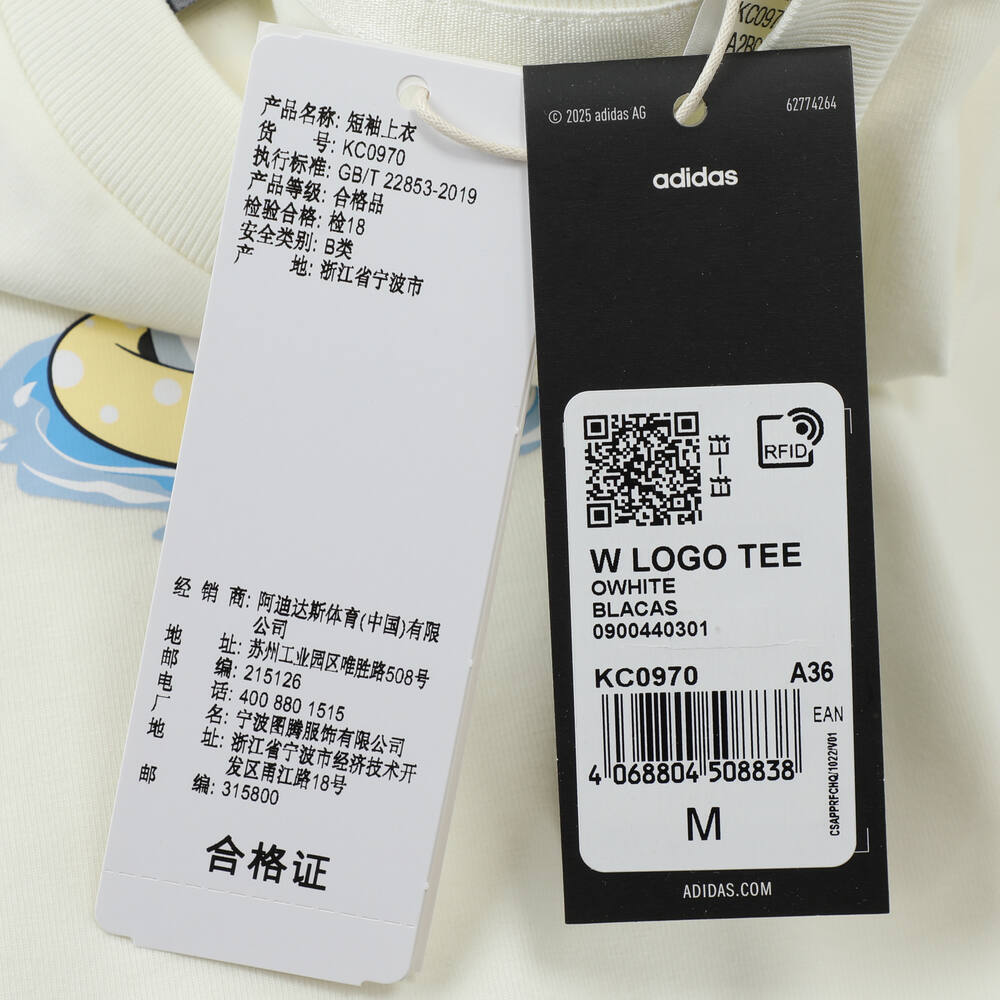 产品名称: 短袖上衣
货 号: KC0970
执行标准: GB/T 22853-2019
产品等级: 合格品
检验合格: 检18
安全类别: B类
产 地: 浙江省宁波市
经 销 商: 阿迪达斯体育(中国)有限
公司
地 址: 苏州工业园区唯胜路508号
邮 编: 215126
电 话: 400 880 1515
厂 名: 宁波图腾服饰有限公司
地 址: 浙江省宁波市经济技术开
发区甬江路18号
邮 编: 315800
合格证
KC097
© 2025 adidas AG
62774264
adidas
扫一扫
RFID
W LOGO TEE
OWHITE
BLACAS
0900440301
KC0970 A36
EAN
4 068804 508838
CSAPPRFCHQ/1022/V01
M
ADIDAS.COM